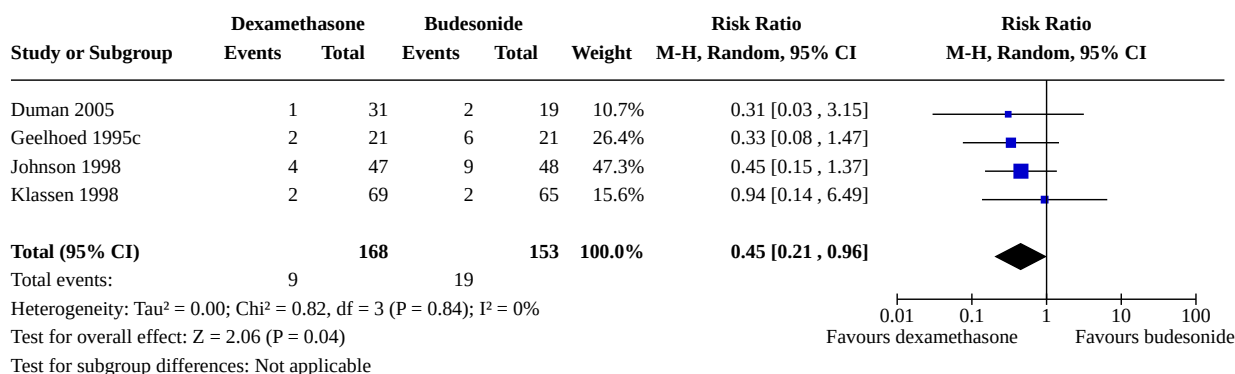 Dexamethasone Budesonide Risk Ratio Risk Ratio
Study or Subgroup Events Total Events Total Weight M-H, Random, 95% CI M-H, Random, 95% CI
Duman 2005 1 31 2 19 10.7% 0.31 [0.03 , 3.15]
Geelhoed 1995c 2 21 6 21 26.4% 0.33 [0.08 , 1.47]
Johnson 1998 4 47 9 48 47.3% 0.45 [0.15 , 1.37]
Klassen 1998 2 69 2 65 15.6% 0.94 [0.14 , 6.49]
Total (95% CI) 168 153 100.0% 0.45 [0.21 , 0.96]
Total events: 9 19
Heterogeneity: Tau² = 0.00; Chi² = 0.82, df = 3 (P = 0.84); I² = 0%
0.01 0.1 1 10 100
Test for overall effect: Z = 2.06 (P = 0.04) Favours dexamethasone Favours budesonide
Test for subgroup differences: Not applicable